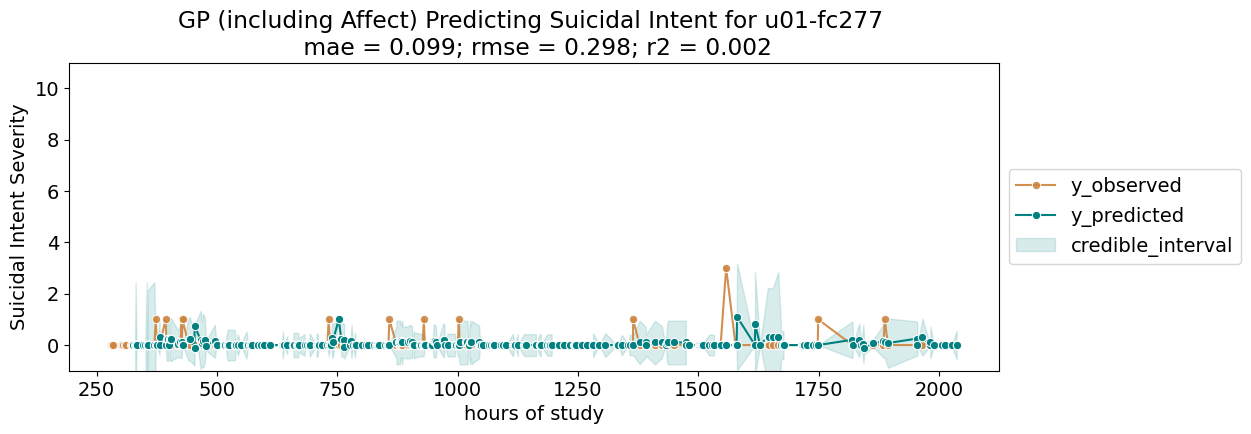 GP (including Affect) Predicting Suicidal Intent for u01-fc277
mae = 0.099; rmse = 0.298; r2 = 0.002
Suicidal Intent Severity
10
8
6
4
2
0
250 500 750 1000 1250 1500 1750 2000
hours of study
y_observed
y_predicted
credible_interval